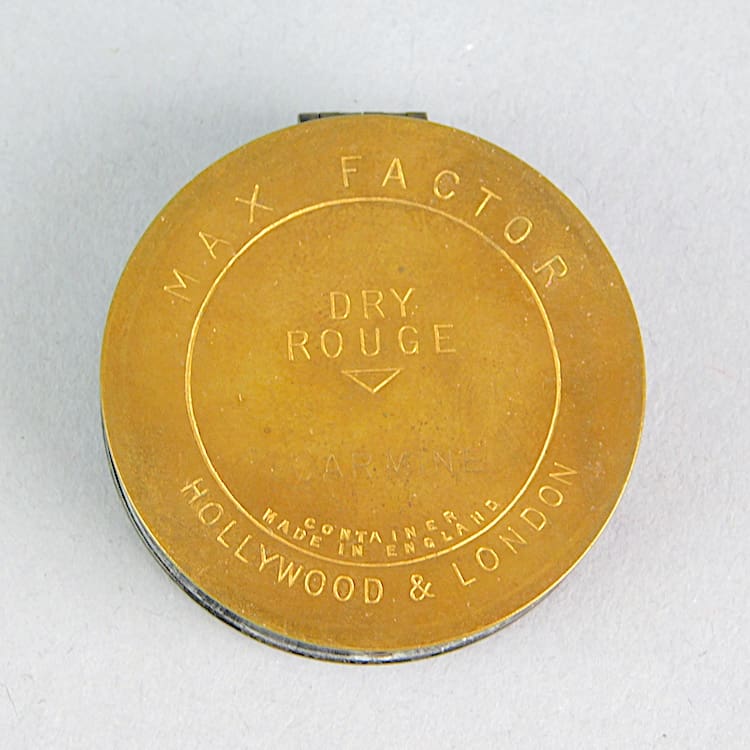 MAX FACTOR
DRY
ROUGE
CARMINE
CONTAINER
MADE IN ENGLAND
HOLLYWOOD & LONDON